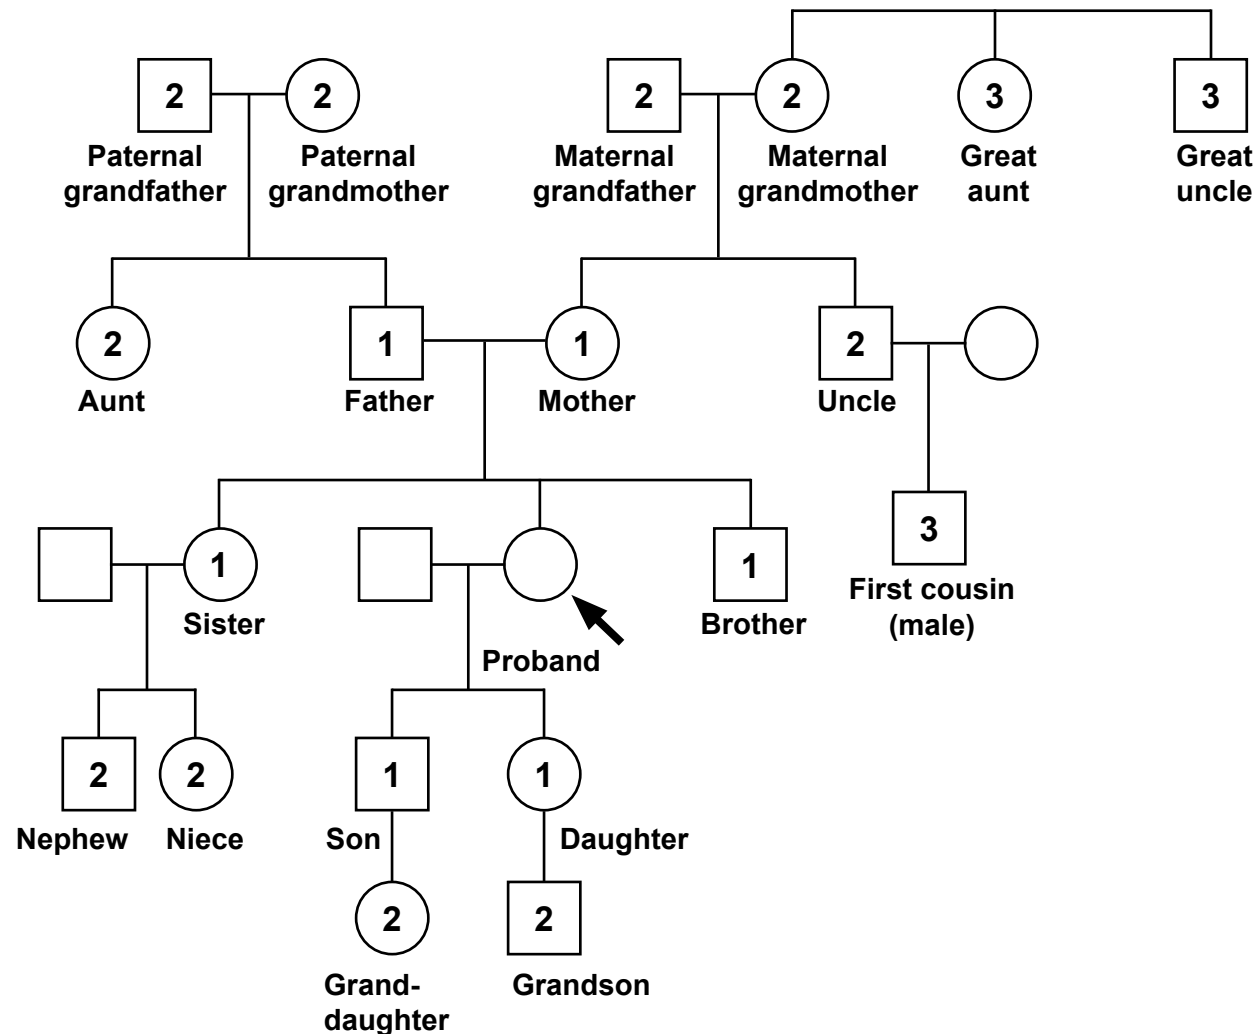 2 2 2 2 3 3
Paternal grandfather
Paternal grandmother
Maternal grandfather
Maternal grandmother
Great aunt
Great uncle
2 1 1 2
Aunt
Father
Mother
Uncle
1 1 3
Sister
Proband
Brother
First cousin
(male)
2 2 1 1
Nephew
Niece
Son
Daughter
2 2
Grand-
daughter
Grandson